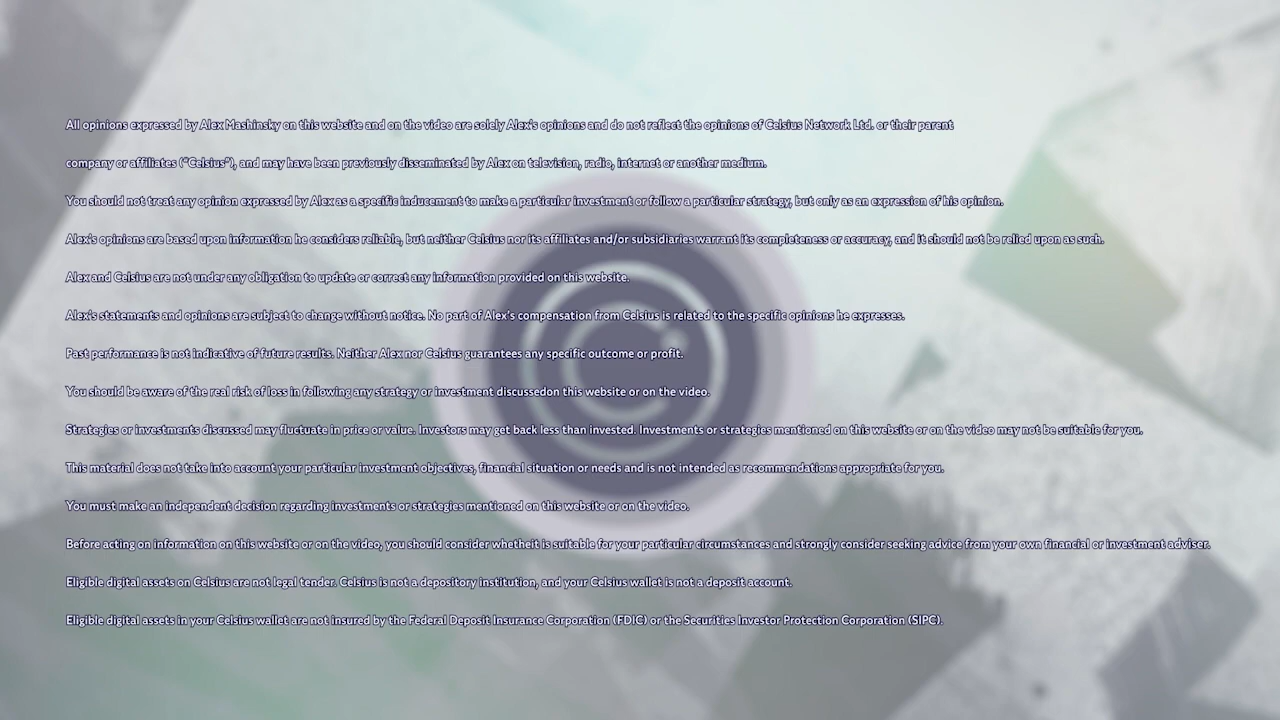 All opinions expressed by Alex Mashinsky on this website and on the video are solely Alex's opinions and do not reflect the opinions of Celsius Network Ltd. or their parent
company or affiliates ("Celsius"), and may have been previously disseminated by Alex on television, radio, internet or another medium.
You should not treat any opinion expressed by Alex as a specific inducement to make a particular investment or follow a particular strategy, but only as an expression of his opinion.
Alex's opinions are based upon information he considers reliable, but neither Celsius nor its affiliates and/or subsidiaries warrant its completeness or accuracy, and it should not be relied upon as such.
Alex and Celsius are not under any obligation to update or correct any information provided on this website.
Alex's statements and opinions are subject to change without notice. No part of Alex's compensation from Celsius is related to the specific opinions he expresses.
Past performance is not indicative of future results. Neither Alex nor Celsius guarantees any specific outcome or profit.
You should be aware of the real risk of loss in following any strategy or investment discussedon this website or on the video.
Strategies or investments discussed may fluctuate in price or value. Investors may get back less than invested. Investments or strategies mentioned on this website or on the video may not be suitable for you.
This material does not take into account your particular investment objectives, financial situation or needs and is not intended as recommendations appropriate for you.
You must make an independent decision regarding investments or strategies mentioned on this website or on the video.
Before acting on information on this website or on the video, you should consider whetheit is suitable for your particular circumstances and strongly consider seeking advice from your own financial or investment adviser.
Eligible digital assets on Celsius are not legal tender. Celsius is not a depository institution, and your Celsius wallet is not a deposit account.
Eligible digital assets in your Celsius wallet are not insured by the Federal Deposit Insurance Corporation (FDIC) or the Securities Investor Protection Corporation (SIPC).